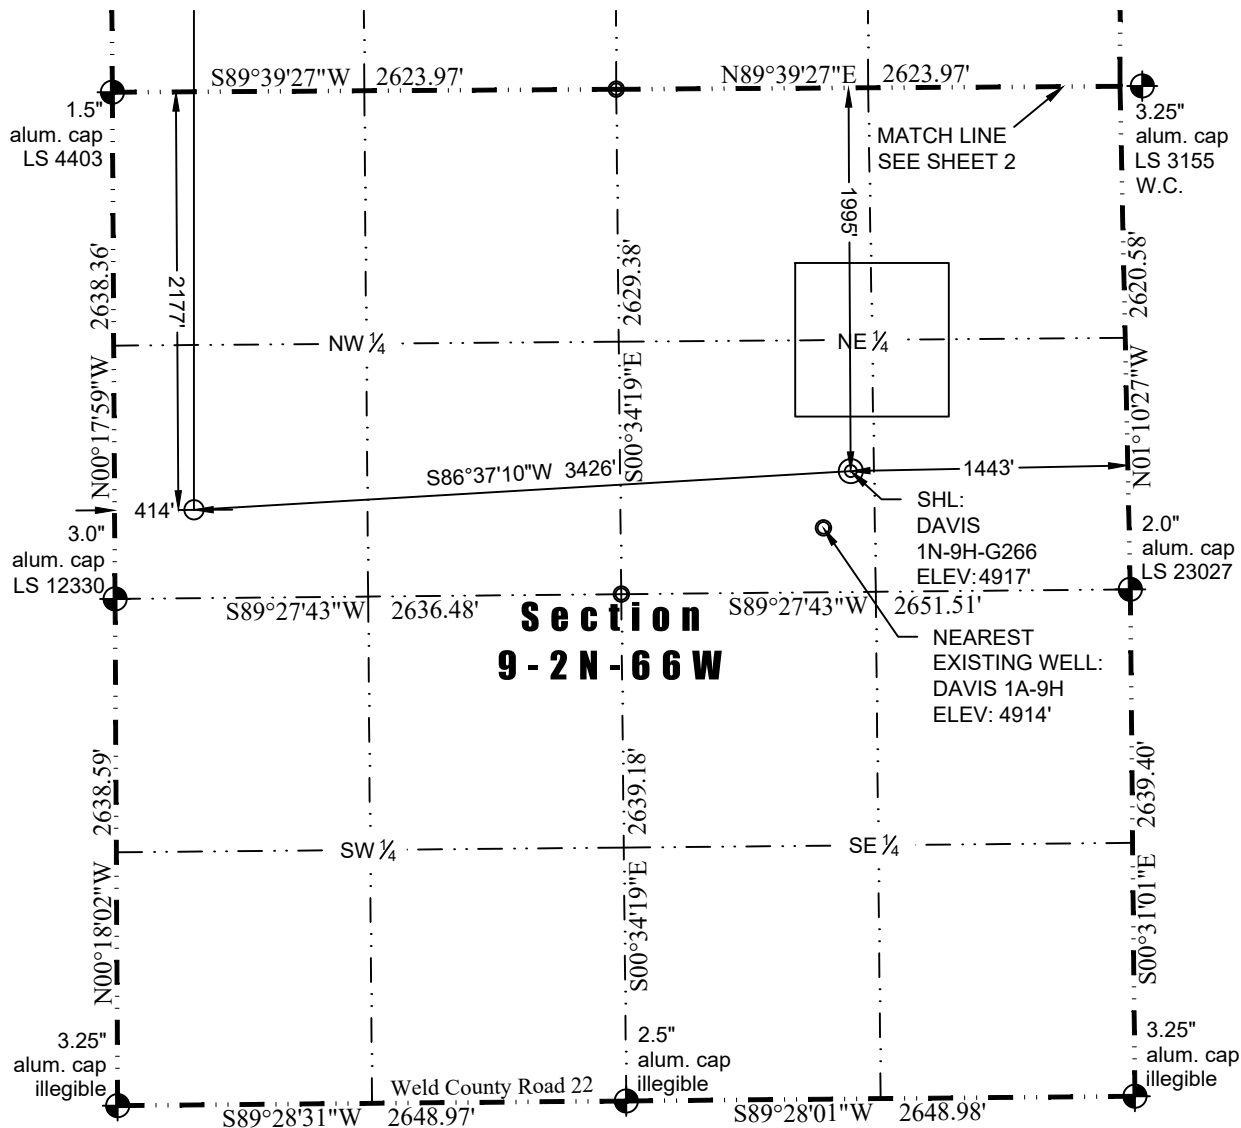 S89°39'27"W 2623.97'
N89°39'27"E 2623.97'
1.5"
alum. cap
LS 4403
MATCH LINE
SEE SHEET 2
3.25"
alum. cap
LS 3155
W.C.
2177'
1995'
N00°17'59"W 2638.36'
S00°34'19"E 2629.38'
N01°10'27"W 2620.58'
NW ¼
NE ¼
S86°37'10"W 3426'
1443'
414'
SHL:
DAVIS
1N-9H-G266
ELEV:4917'
3.0"
alum. cap
LS 12330
2.0"
alum. cap
LS 23027
S89°27'43"W 2636.48'
S89°27'43"W 2651.51'
Section
9-2N-66W
NEAREST
EXISTING WELL:
DAVIS 1A-9H
ELEV: 4914'
N00°18'02"W 2638.59'
S00°34'19"E 2639.18'
S00°31'01"E 2639.40'
SW ¼
SE ¼
3.25"
alum. cap
illegible
2.5"
alum. cap
illegible
3.25"
alum. cap
illegible
Weld County Road 22
S89°28'31"W 2648.97'
S89°28'01"W 2648.98'